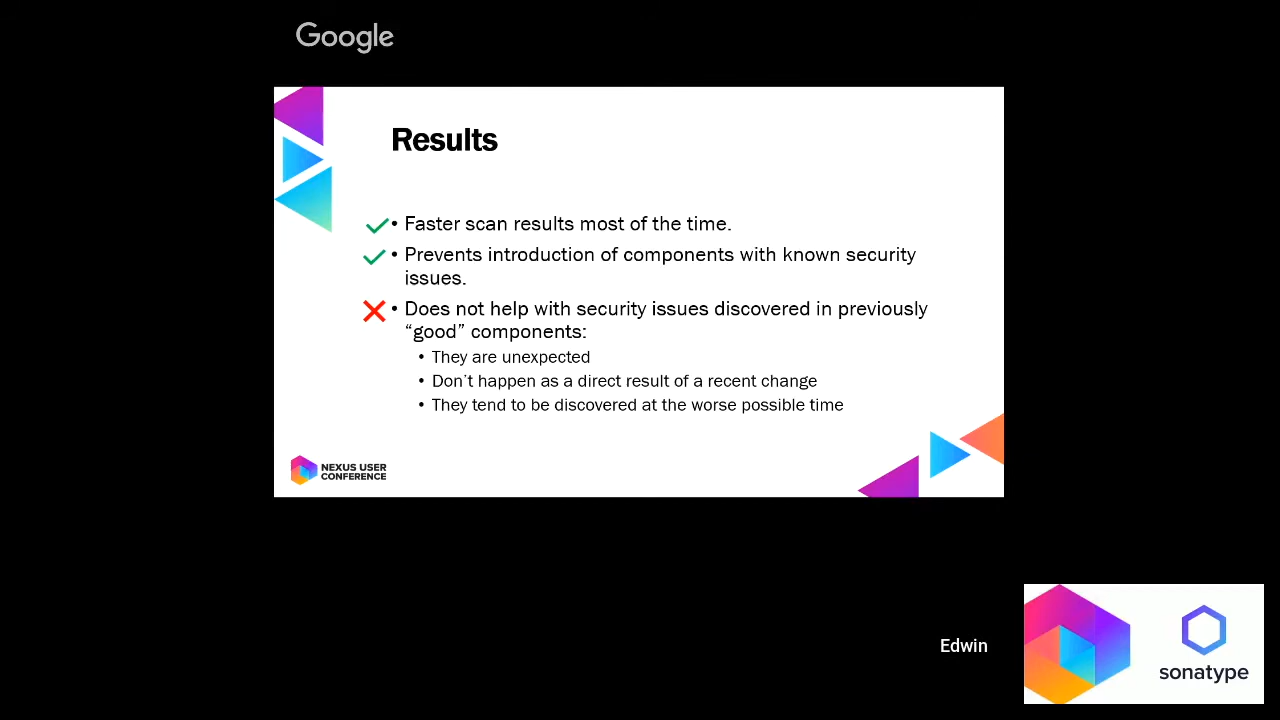 Google
Results
• Faster scan results most of the time.
• Prevents introduction of components with known security
issues.
• Does not help with security issues discovered in previously
“good” components:
• They are unexpected
• Don’t happen as a direct result of a recent change
• They tend to be discovered at the worse possible time
NEXUS USER
CONFERENCE
Edwin
sonatype